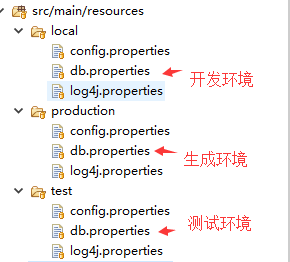 src/main/resources
local
config.properties
db.properties 开发环境
log4j.properties
production
config.properties
db.properties 生成环境
log4j.properties
test
config.properties
db.properties 测试环境
log4j.properties